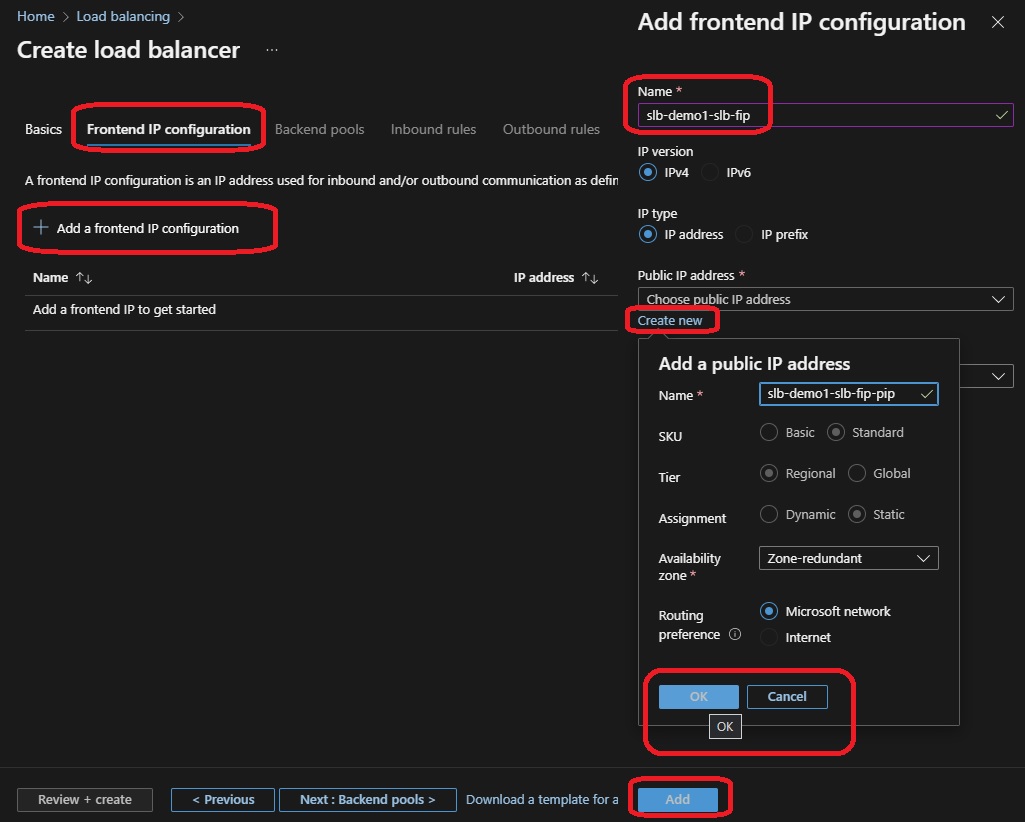 Home > Load balancing >
Create load balancer ...
Basics Frontend IP configuration Backend pools Inbound rules Outbound rules
A frontend IP configuration is an IP address used for inbound and/or outbound communication as defin
+ Add a frontend IP configuration
Name ↑↓ IP address ↑↓
Add a frontend IP to get started
Add frontend IP configuration
Name *
slb-demo1-slb-fip
IP version
IPv4 IPv6
IP type
IP address IP prefix
Public IP address *
Choose public IP address
Create new
Add a public IP address
Name * slb-demo1-slb-fip-pip
SKU Basic Standard
Tier Regional Global
Assignment Dynamic Static
Availability
zone * Zone-redundant
Routing
preference Microsoft network
Internet
OK Cancel
OK
Review + create < Previous Next : Backend pools > Download a template for a Add